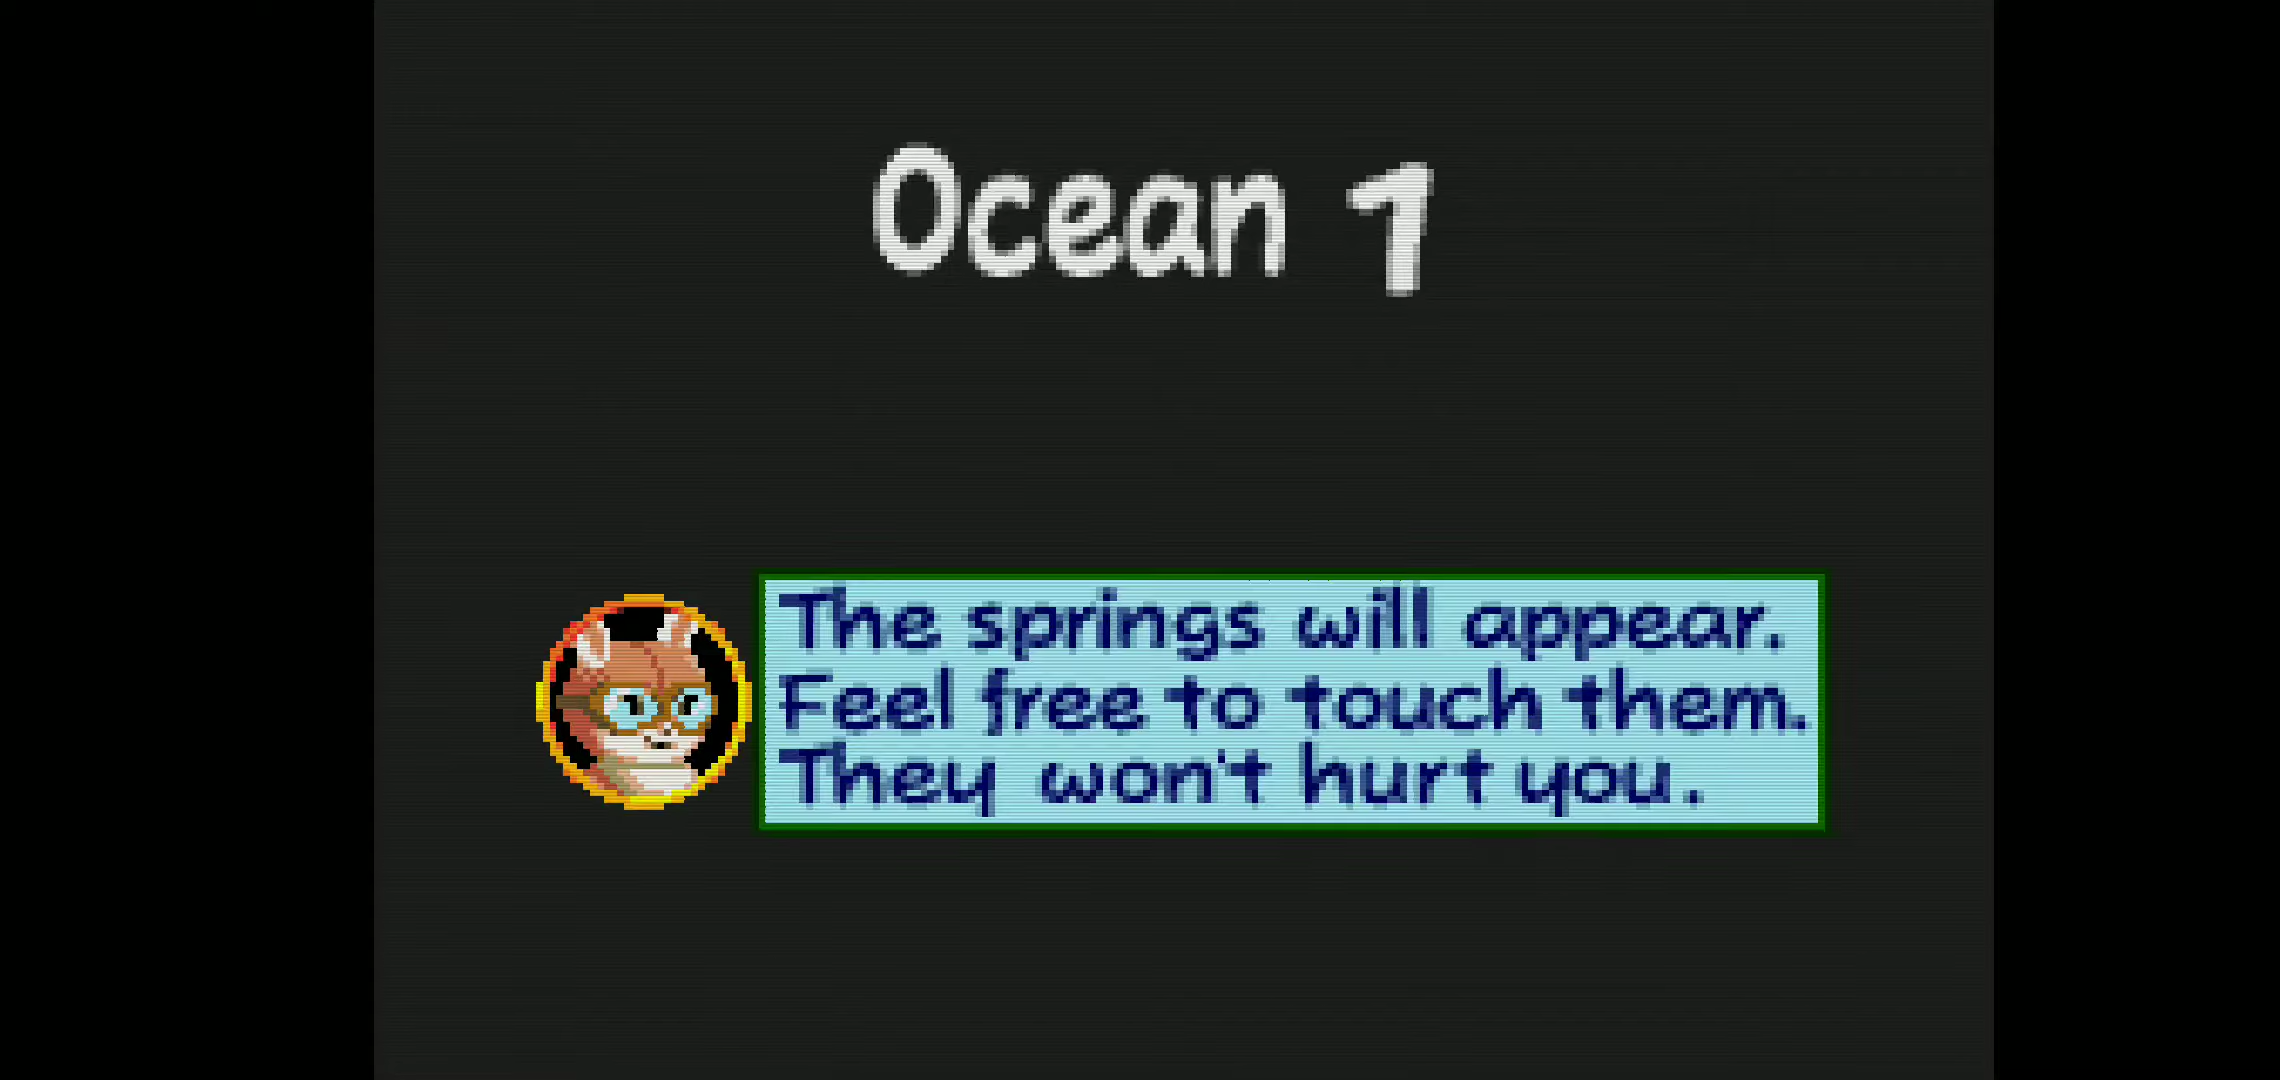 Ocean 1
The springs will appear.
Feel free to touch them.
They won't hurt you.